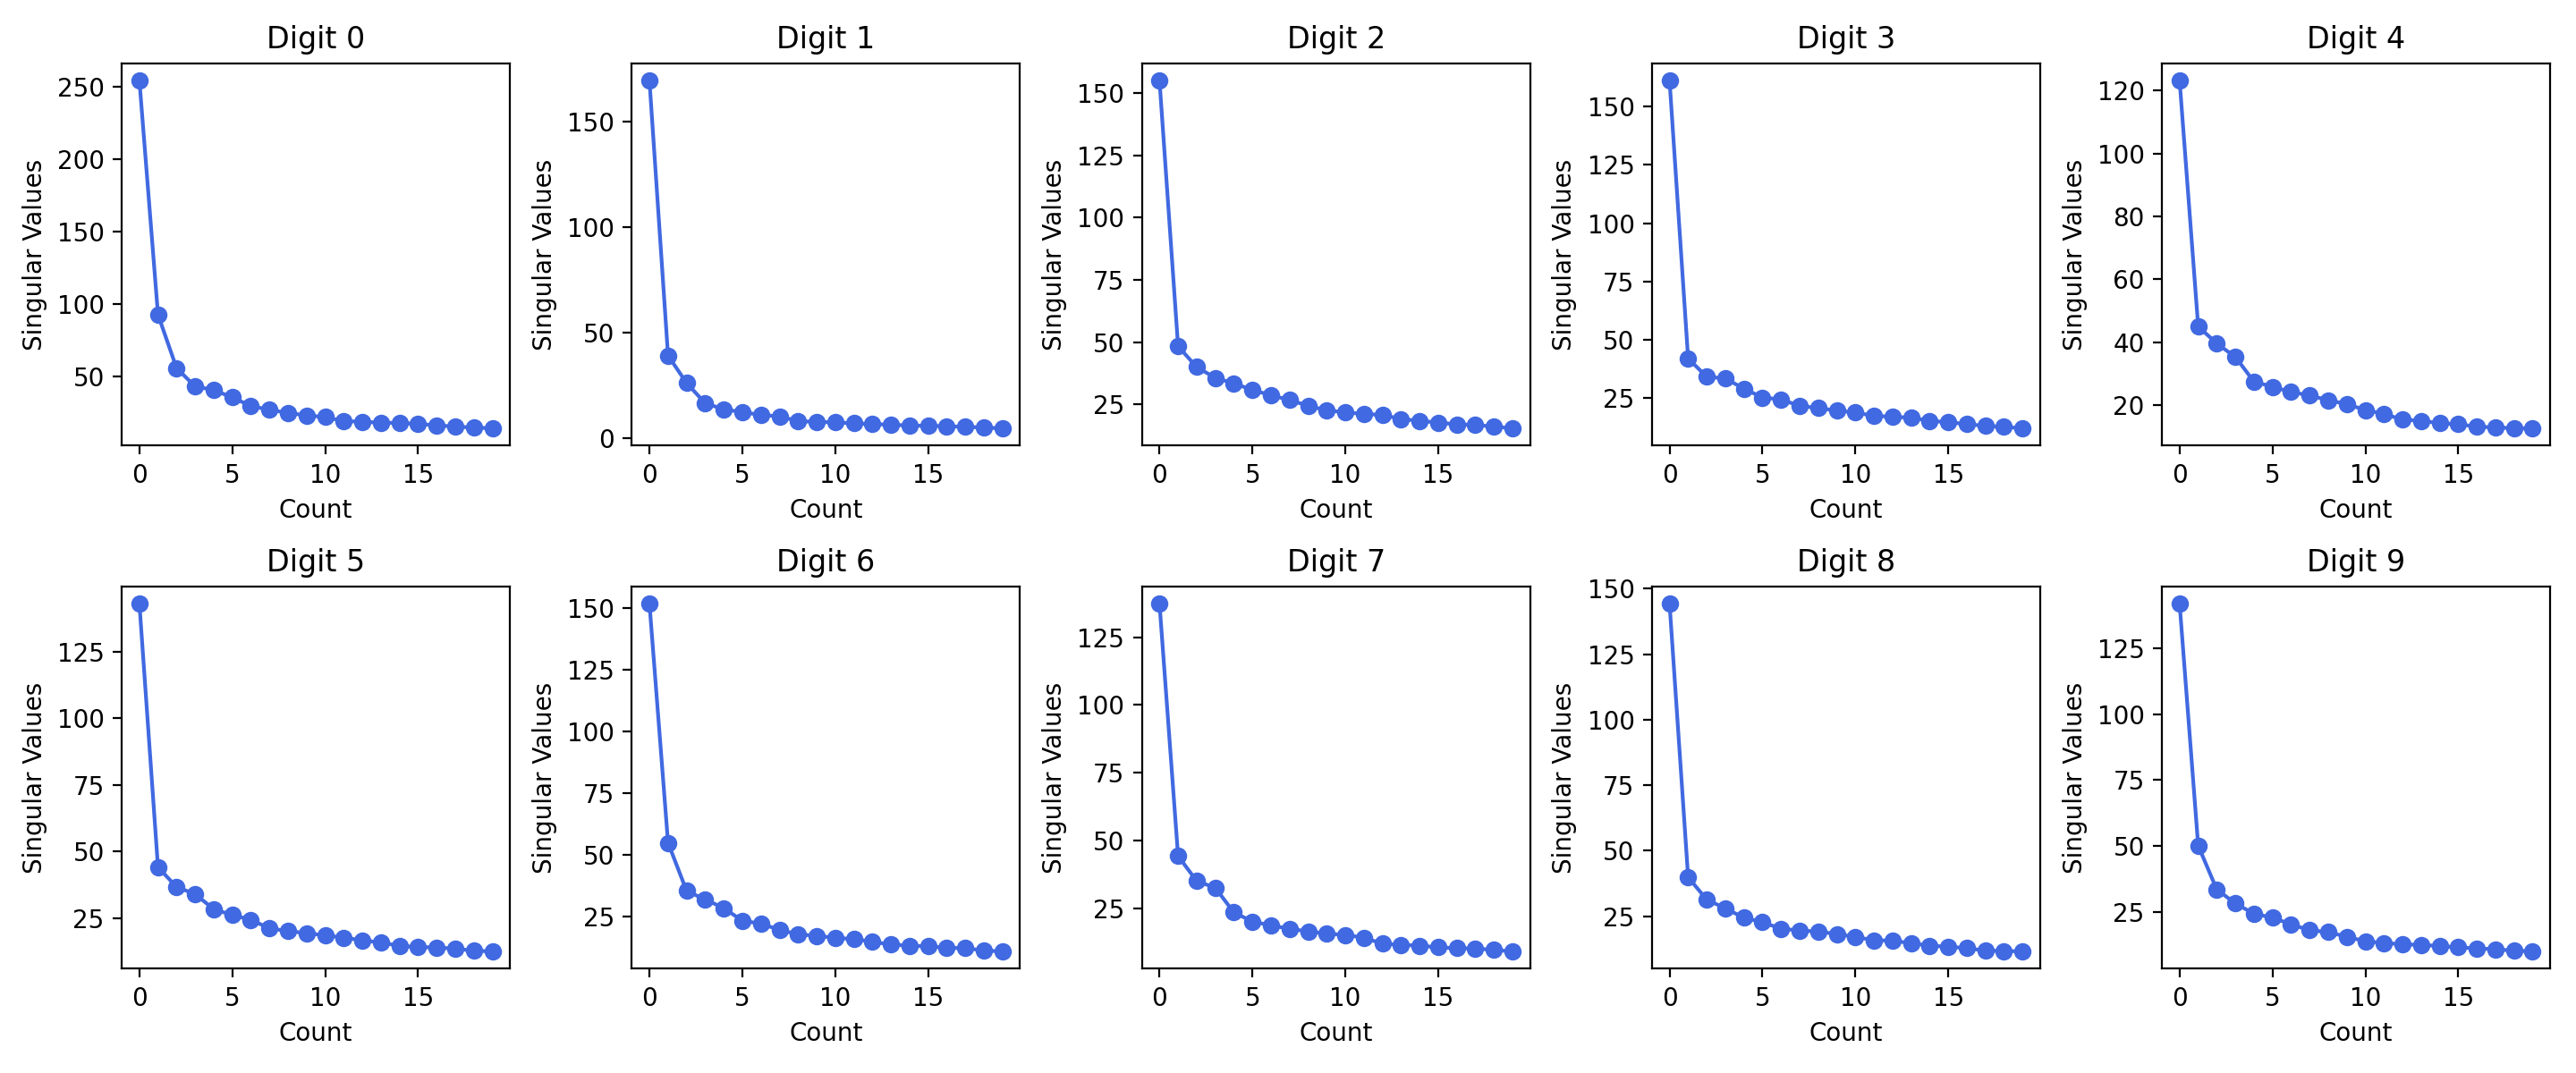 Digit 0
250
200
150
100
50
Singular Values
0 5 10 15
Count
Digit 1
150
100
50
0
Singular Values
0 5 10 15
Count
Digit 2
150
125
100
75
50
25
Singular Values
0 5 10 15
Count
Digit 3
150
125
100
75
50
25
Singular Values
0 5 10 15
Count
Digit 4
120
100
80
60
40
20
Singular Values
0 5 10 15
Count
Digit 5
125
100
75
50
25
Singular Values
0 5 10 15
Count
Digit 6
150
125
100
75
50
25
Singular Values
0 5 10 15
Count
Digit 7
125
100
75
50
25
Singular Values
0 5 10 15
Count
Digit 8
150
125
100
75
50
25
Singular Values
0 5 10 15
Count
Digit 9
125
100
75
50
25
Singular Values
0 5 10 15
Count